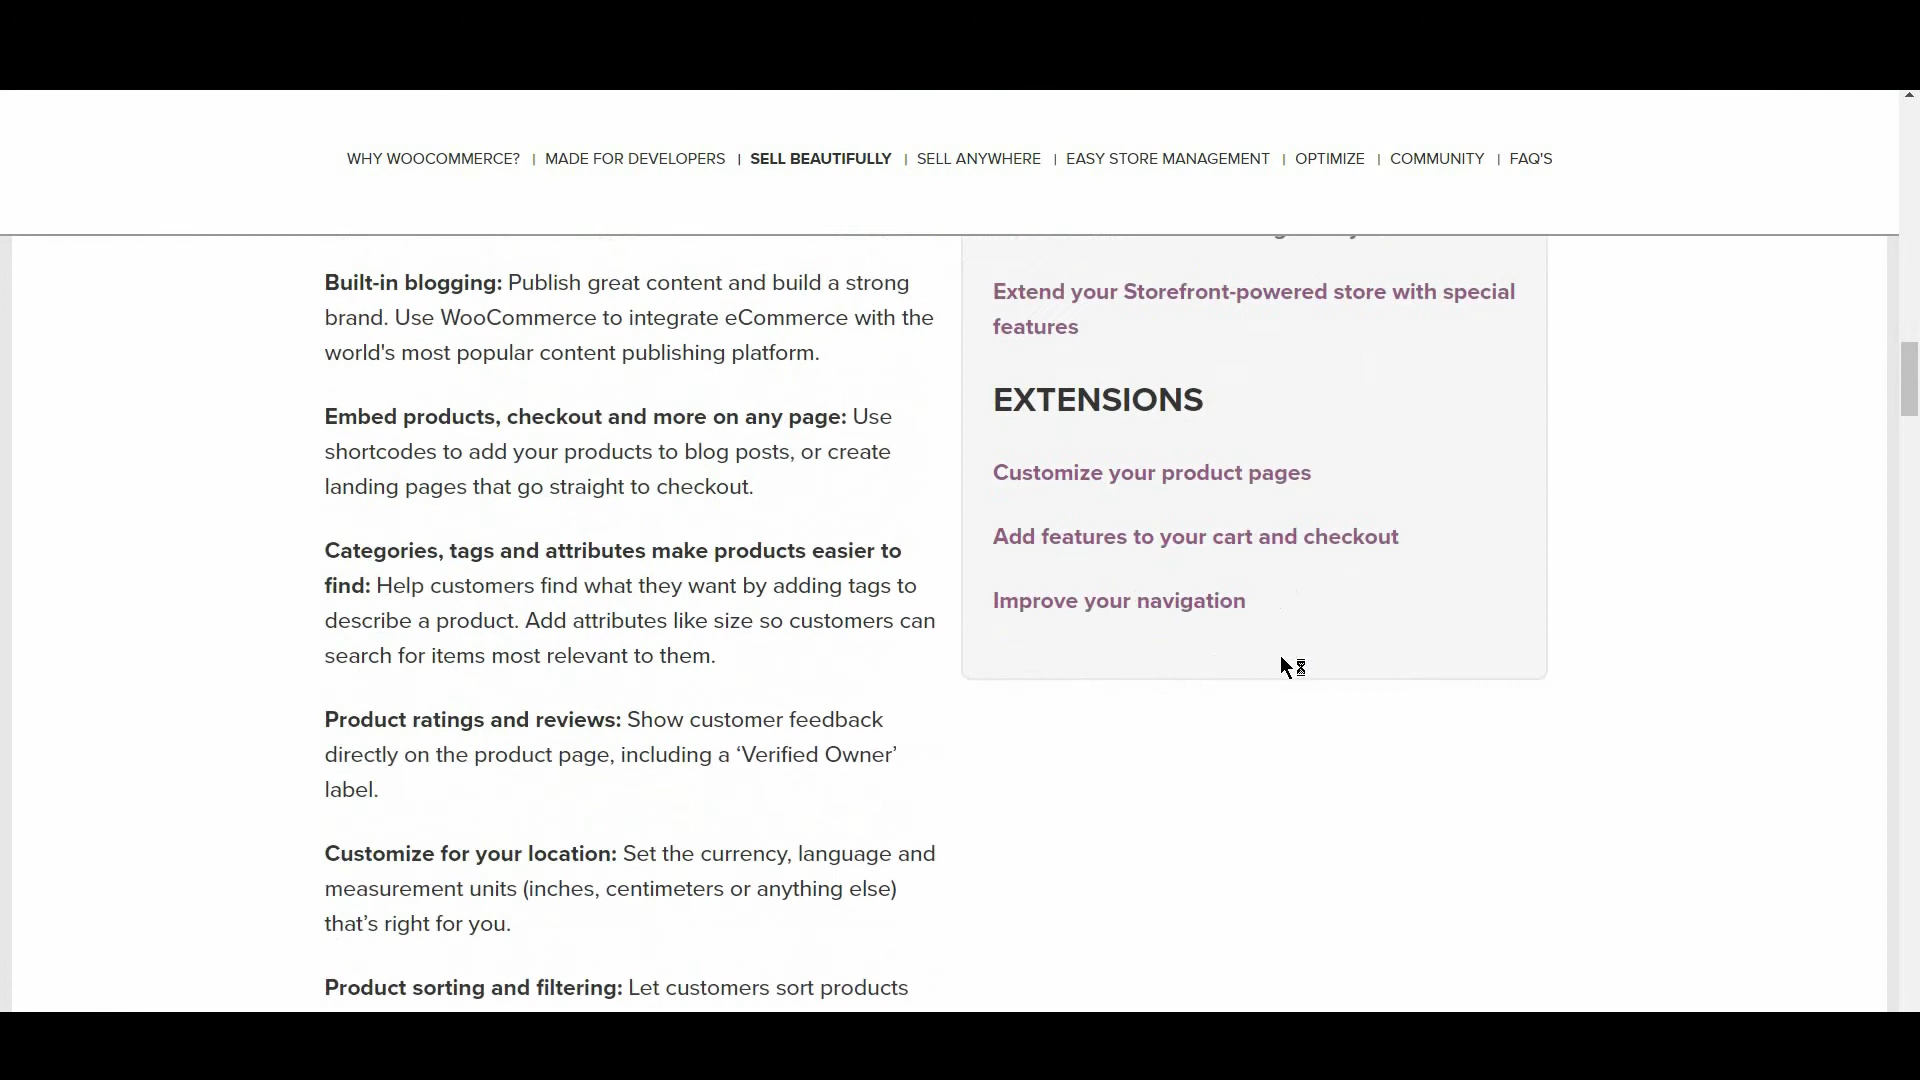 WHY WOOCOMMERCE? | MADE FOR DEVELOPERS | SELL BEAUTIFULLY | SELL ANYWHERE | EASY STORE MANAGEMENT | OPTIMIZE | COMMUNITY | FAQ'S
Built-in blogging: Publish great content and build a strong
brand. Use WooCommerce to integrate eCommerce with the
world's most popular content publishing platform.
Embed products, checkout and more on any page: Use
shortcodes to add your products to blog posts, or create
landing pages that go straight to checkout.
Categories, tags and attributes make products easier to
find: Help customers find what they want by adding tags to
describe a product. Add attributes like size so customers can
search for items most relevant to them.
Product ratings and reviews: Show customer feedback
directly on the product page, including a ‘Verified Owner’
label.
Customize for your location: Set the currency, language and
measurement units (inches, centimeters or anything else)
that’s right for you.
Product sorting and filtering: Let customers sort products
Extend your Storefront-powered store with special
features
EXTENSIONS
Customize your product pages
Add features to your cart and checkout
Improve your navigation